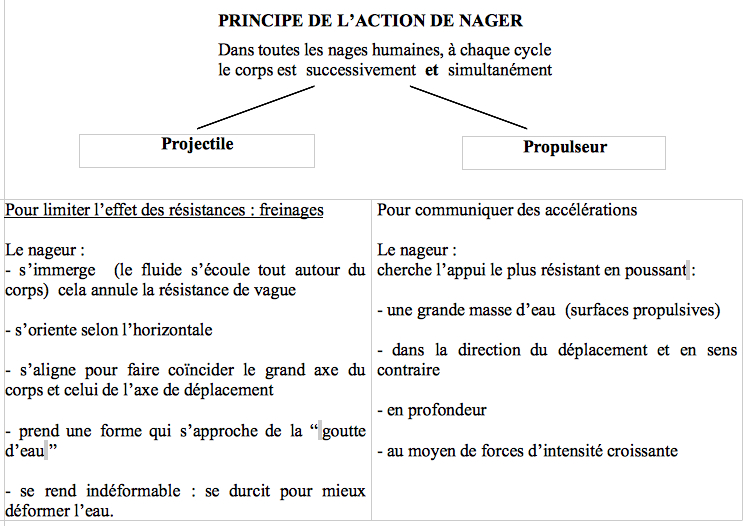 PRINCIPE DE L’ACTION DE NAGER
Dans toutes les nages humaines, à chaque cycle
le corps est successivement et simultanément
Projectile
Propulseur
Pour limiter l’effet des résistances : freinages
Le nageur :
- s’immerge (le fluide s’écoule tout autour du
corps) cela annule la résistance de vague
- s’oriente selon l’horizontale
- s’aligne pour faire coïncider le grand axe du
corps et celui de l’axe de déplacement
- prend une forme qui s’approche de la “ goutte
d’eau ”
- se rend indéformable : se durcit pour mieux
déformer l’eau.
Pour communiquer des accélérations
Le nageur :
cherche l’appui le plus résistant en poussant :
- une grande masse d’eau (surfaces propulsives)
- dans la direction du déplacement et en sens
contraire
- en profondeur
- au moyen de forces d’intensité croissante